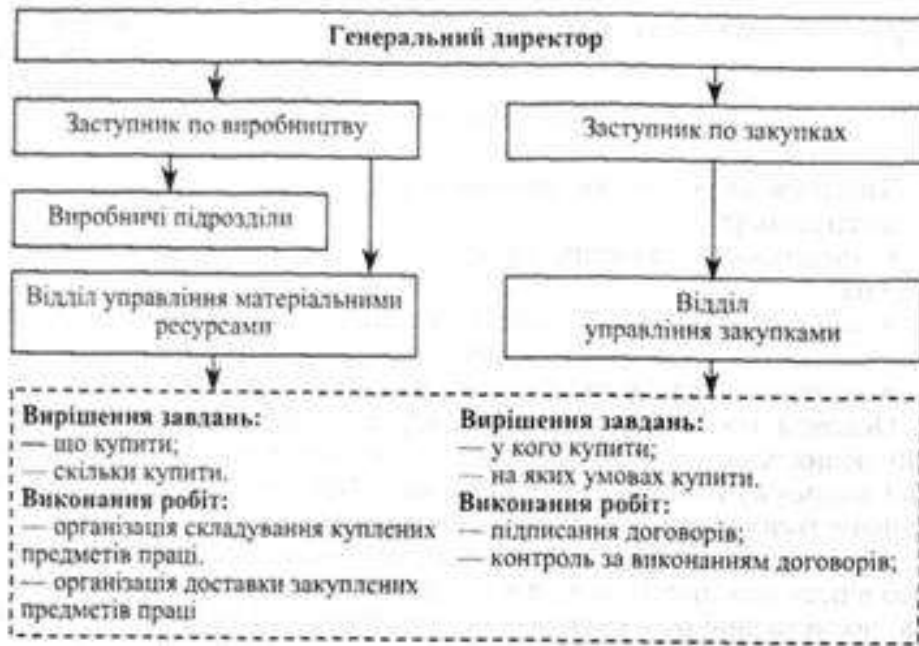 Генеральний директор
Заступник по виробництву
Заступник по закупках
Виробничі підрозділи
Відділ управління матеріальними
ресурсами
Відділ
управління закупками
Вирішення завдань:
— що купити;
— скільки купити.
Виконання робіт:
— організація складування куплених
предметів праці.
— організація доставки закуплених
предметів праці
Вирішення завдань:
— у кого купити;
— на яких умовах купити.
Виконання робіт:
— підписання договорів;
— контроль за виконанням договорів;